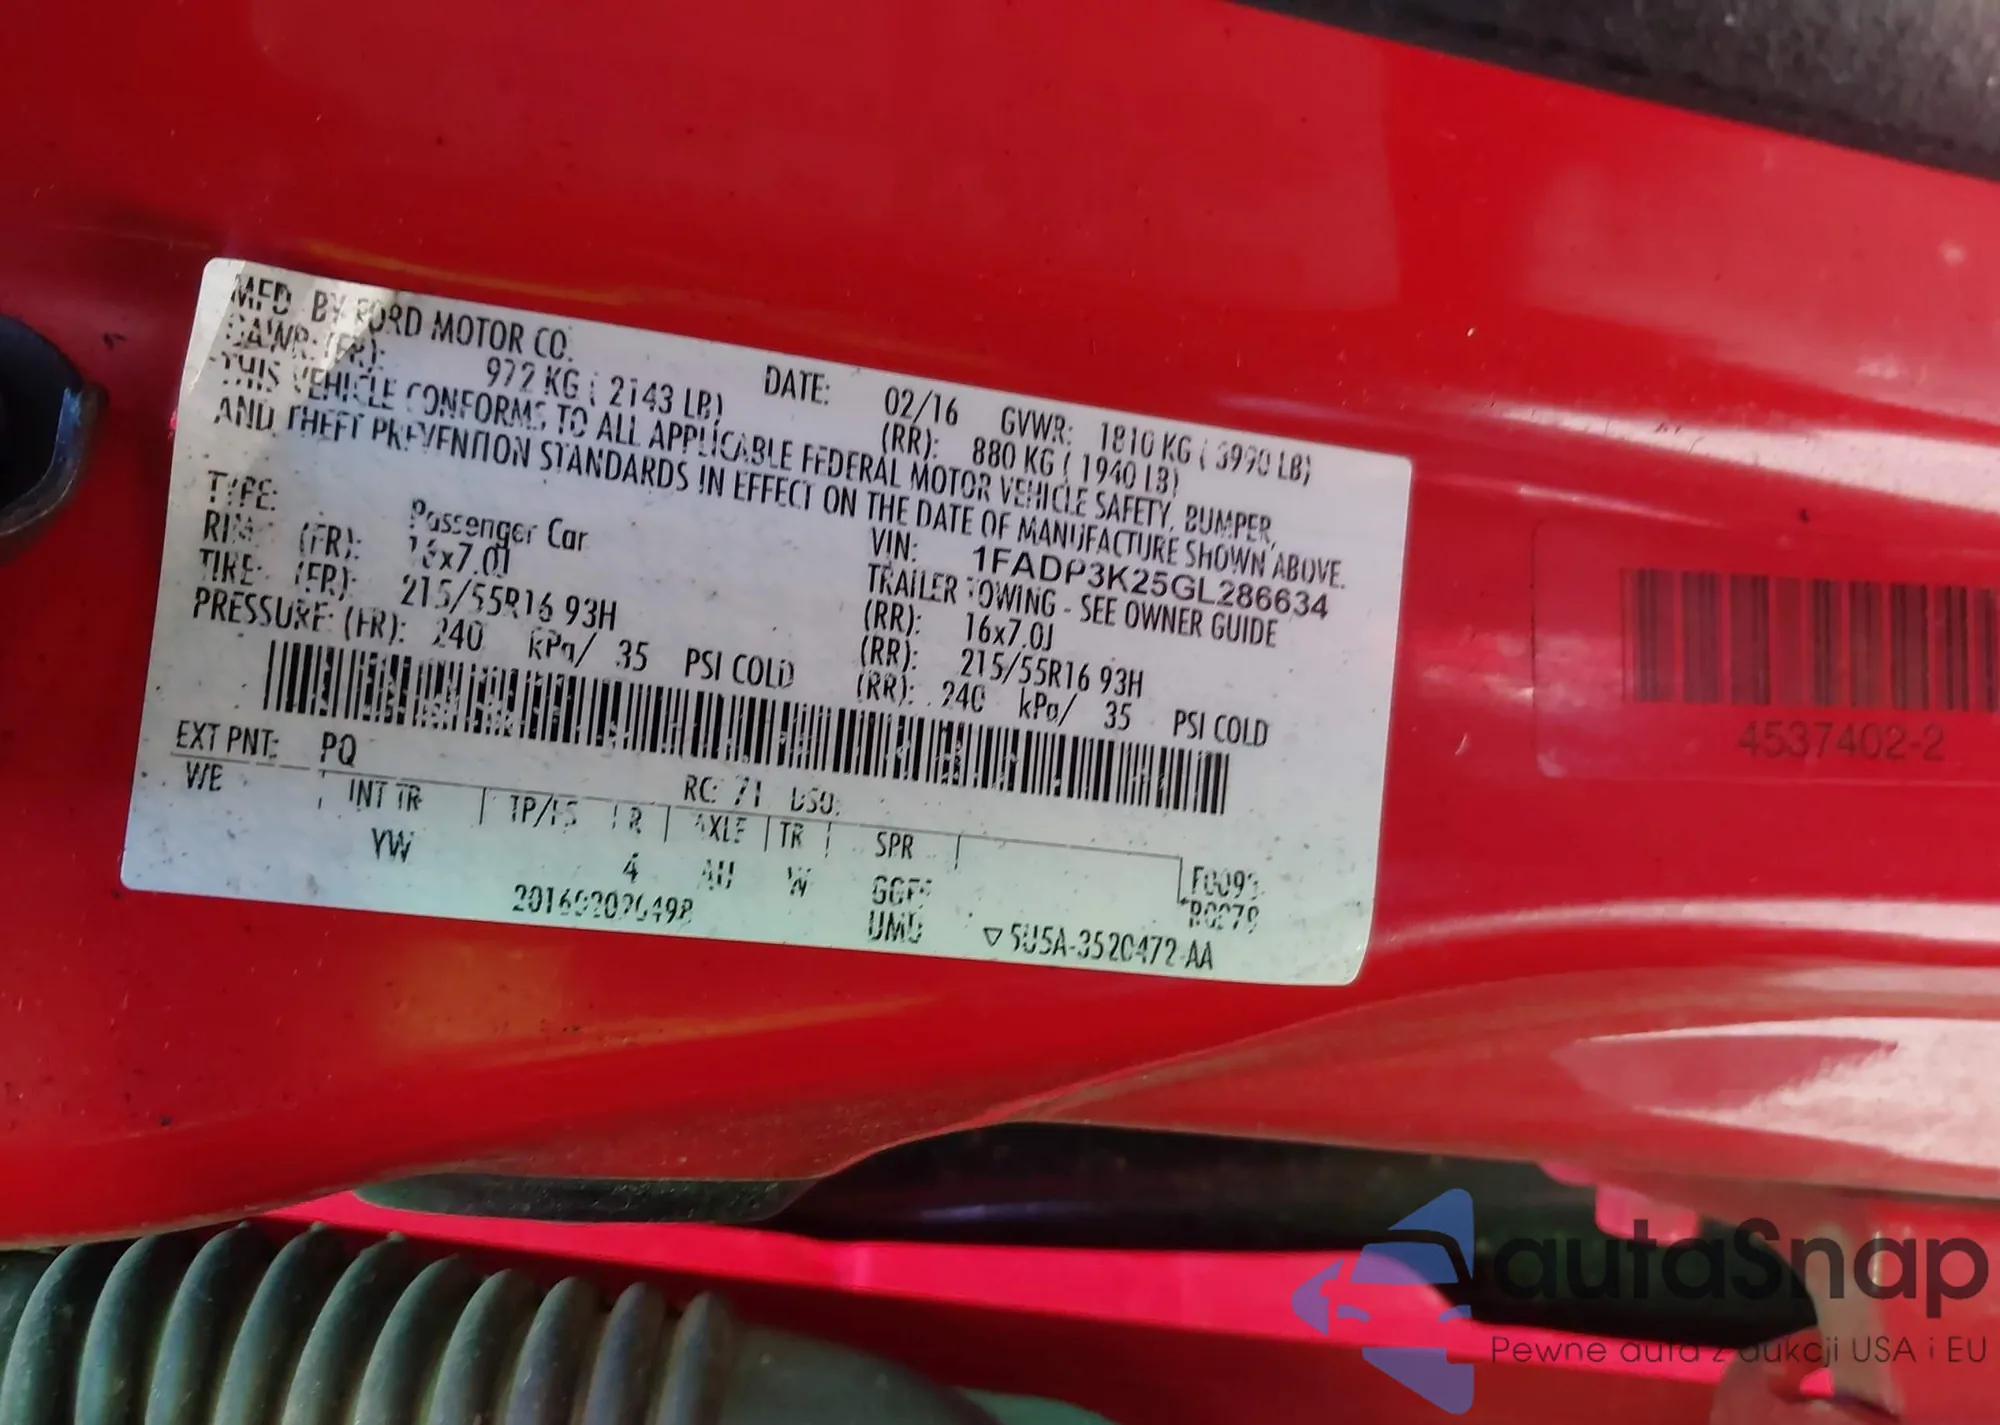 MFD. BY FORD MOTOR CO.
DATE: 02/16 GVWR: 1810 KG ( 3990 LB)
GAWR: (FR): 972 KG ( 2143 LB) (RR): 880 KG ( 1940 LB)
THIS VEHICLE CONFORMS TO ALL APPLICABLE FEDERAL MOTOR VEHICLE SAFETY, BUMPER,
AND THEFT PREVENTION STANDARDS IN EFFECT ON THE DATE OF MANUFACTURE SHOWN ABOVE.
VIN: 1FADP3K25GL286634
TYPE: Passenger Car TRAILER TOWING - SEE OWNER GUIDE
RIM: (FR): 16x7.0J (RR): 16x7.0J
TIRE: (FR): 215/55R16 93H (RR): 215/55R16 93H
PRESSURE: (FR): 240 kPa/ 35 PSI COLD (RR): 240 kPa/ 35 PSI COLD
EXT PNT: PQ RC: 71 DSO:
WB INT TR TP/PS R AXLE TR SPR
YW 4 W
UMD ▽ 5U5A-3520472-AA
4537402-2
autaSnap
Pewne auta z aukcji USA i EU